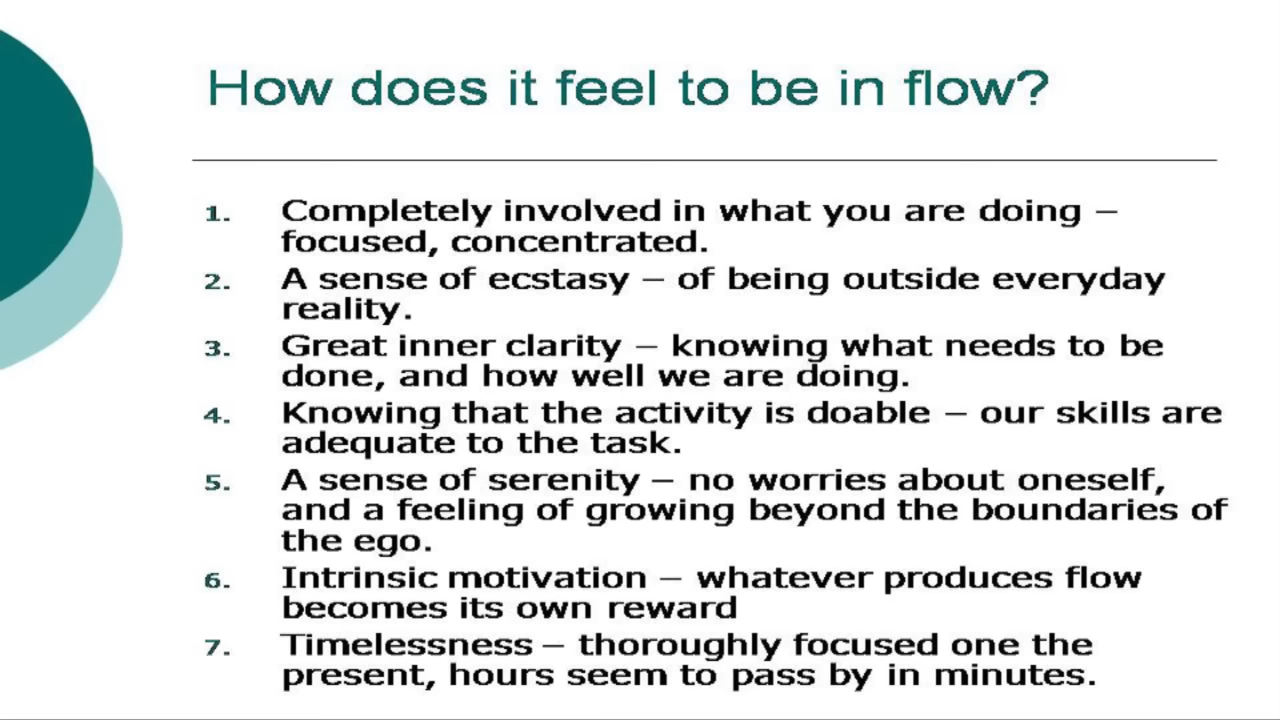 How does it feel to be in flow?
1. Completely involved in what you are doing –
focused, concentrated.
2. A sense of ecstasy – of being outside everyday
reality.
3. Great inner clarity – knowing what needs to be
done, and how well we are doing.
4. Knowing that the activity is doable – our skills are
adequate to the task.
5. A sense of serenity – no worries about oneself,
and a feeling of growing beyond the boundaries of
the ego.
6. Intrinsic motivation – whatever produces flow
becomes its own reward
7. Timelessness – thoroughly focused one the
present, hours seem to pass by in minutes.